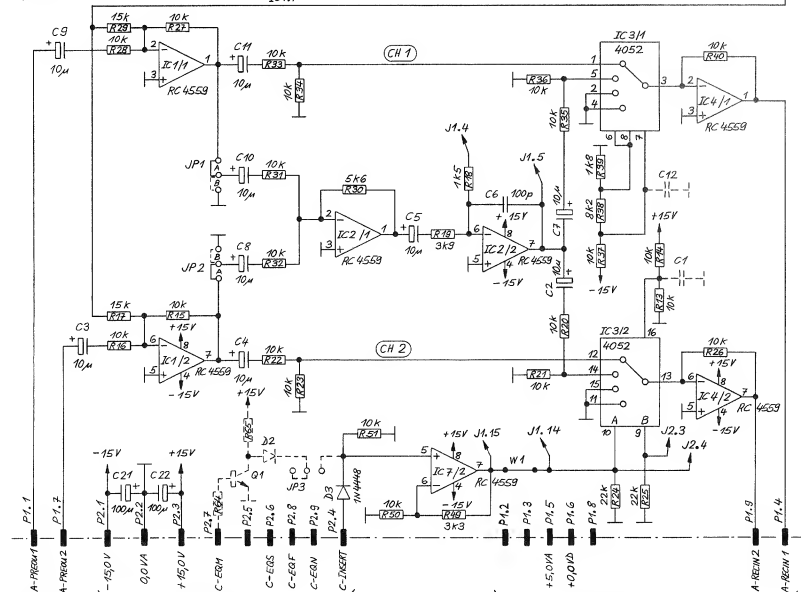 15k
R29
10k
R27
C9
10k
R28
10μ
2
3
1
IC1/1
RC4559
C11
10μ
10k
R33
10k
R34
CH 1
R36
10k
10k
R35
IC3/1
4052
1
5
2
4
3
6
8
7
10k
R40
2
3
1
IC4/1
RC4559
JP1
A
B
C10
10μ
10k
R31
5k6
R30
2
3
1
IC2/1
RC4559
C5
10μ
R19
3k9
J1.4
1k5
R18
C6
100p
J1.5
+15V
6
5
8
4
7
IC2/2
RC4559
-15V
C7
10μ
C2
10μ
10k
R20
1k8
R39
8k2
R38
10k
R37
-15V
C12
+15V
10k
R14
C1
R13
10k
JP2
B
A
C8
10μ
10k
R32
15k
R17
10k
R15
C3
10k
R16
10μ
+15V
6
5
8
4
7
IC1/2
-15V
RC4559
C4
10μ
10k
R22
10k
R23
CH 2
R21
10k
IC3/2
16
4052
12
14
15
11
13
A
B
10
9
10k
R26
+15V
6
5
8
4
7
IC4/2
RC 4559
-15V
+15V
R65
D2
Q1
R64
JP3
10k
R51
D3
1N4448
5
6
+15V
8
4
7
IC7/2
RC 4559
-15V
10k
R50
R49
3k3
J1.15
W1
J1.14
22k
R24
22k
R25
J2.3
J2.4
-15V
+15V
C21
100μ
C22
100μ
P1.1
P1.7
P2.1
P2.2
P2.3
P2.7
P2.5
P2.6
P2.8
P2.9
P2.4
P1.2
P1.3
P1.5
P1.6
P1.8
P1.9
P1.4
A-PREOU1
A-PREOU2
-15,0V
0,0VA
+15,0V
C-EQM
C-EQS
C-EQF
C-EQN
C-INSERT
+5,0VA
+0,0VD
A-RECIN2
A-RECIN1